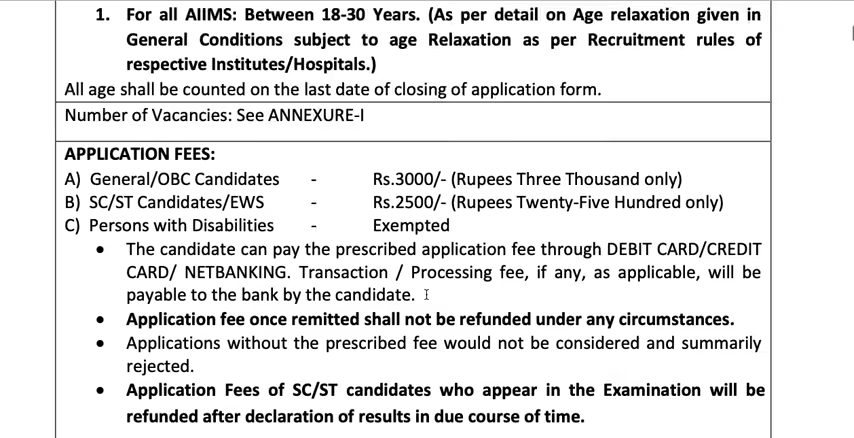 1. For all AIIMS: Between 18-30 Years. (As per detail on Age relaxation given in
General Conditions subject to age Relaxation as per Recruitment rules of
respective Institutes/Hospitals.)
All age shall be counted on the last date of closing of application form.
Number of Vacancies: See ANNEXURE-I
APPLICATION FEES:
A) General/OBC Candidates - Rs.3000/- (Rupees Three Thousand only)
B) SC/ST Candidates/EWS - Rs.2500/- (Rupees Twenty-Five Hundred only)
C) Persons with Disabilities - Exempted
• The candidate can pay the prescribed application fee through DEBIT CARD/CREDIT
CARD/ NETBANKING. Transaction / Processing fee, if any, as applicable, will be
payable to the bank by the candidate.
• Application fee once remitted shall not be refunded under any circumstances.
• Applications without the prescribed fee would not be considered and summarily
rejected.
• Application Fees of SC/ST candidates who appear in the Examination will be
refunded after declaration of results in due course of time.